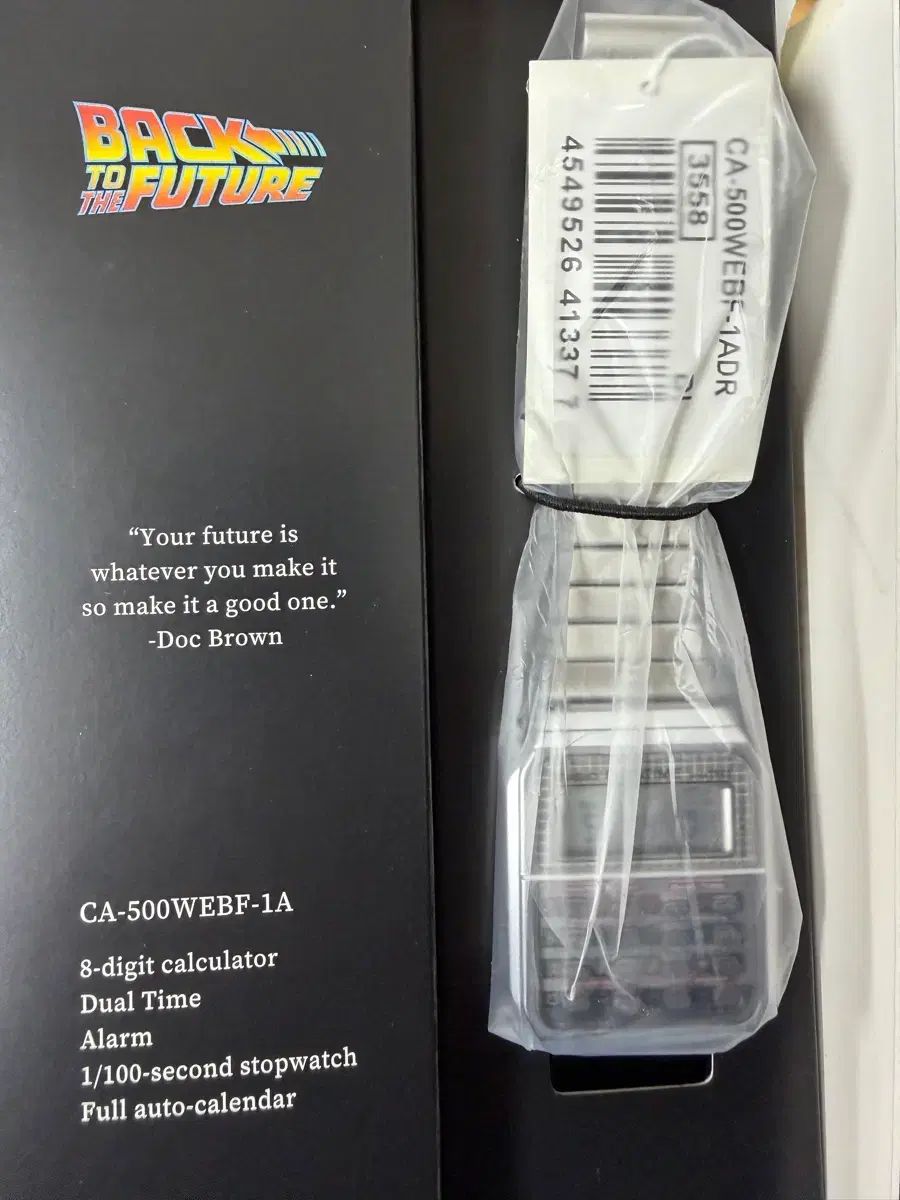 BACK
TO
THE FUTURE
“Your future is
whatever you make it
so make it a good one.”
-Doc Brown
CA-500WEBF-1A
8-digit calculator
Dual Time
Alarm
1/100-second stopwatch
Full auto-calendar
CA-500WEBF-1ADR
3558
4549526 41337 7